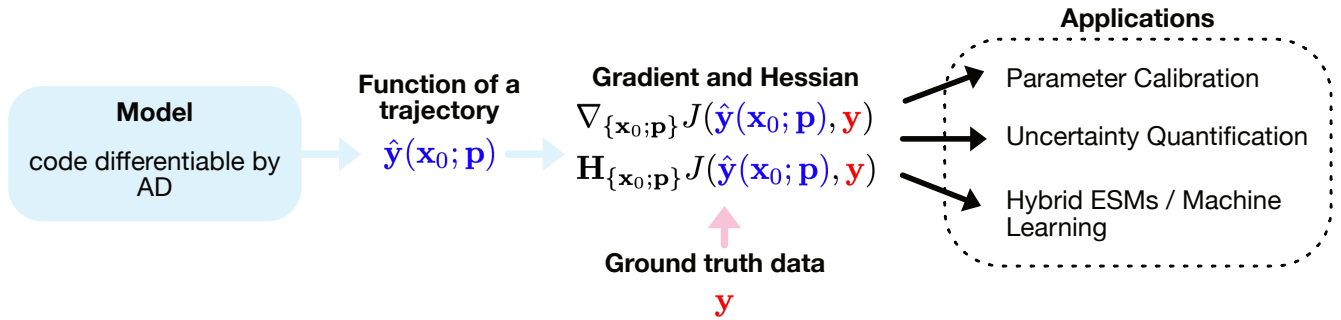 Model
code differentiable by
AD
Function of a
trajectory
ŷ(x₀; p)
Gradient and Hessian
∇{x₀;p}J(ŷ(x₀; p), y)
H{x₀;p}J(ŷ(x₀; p), y)
Ground truth data
y
Applications
Parameter Calibration
Uncertainty Quantification
Hybrid ESMs / Machine
Learning